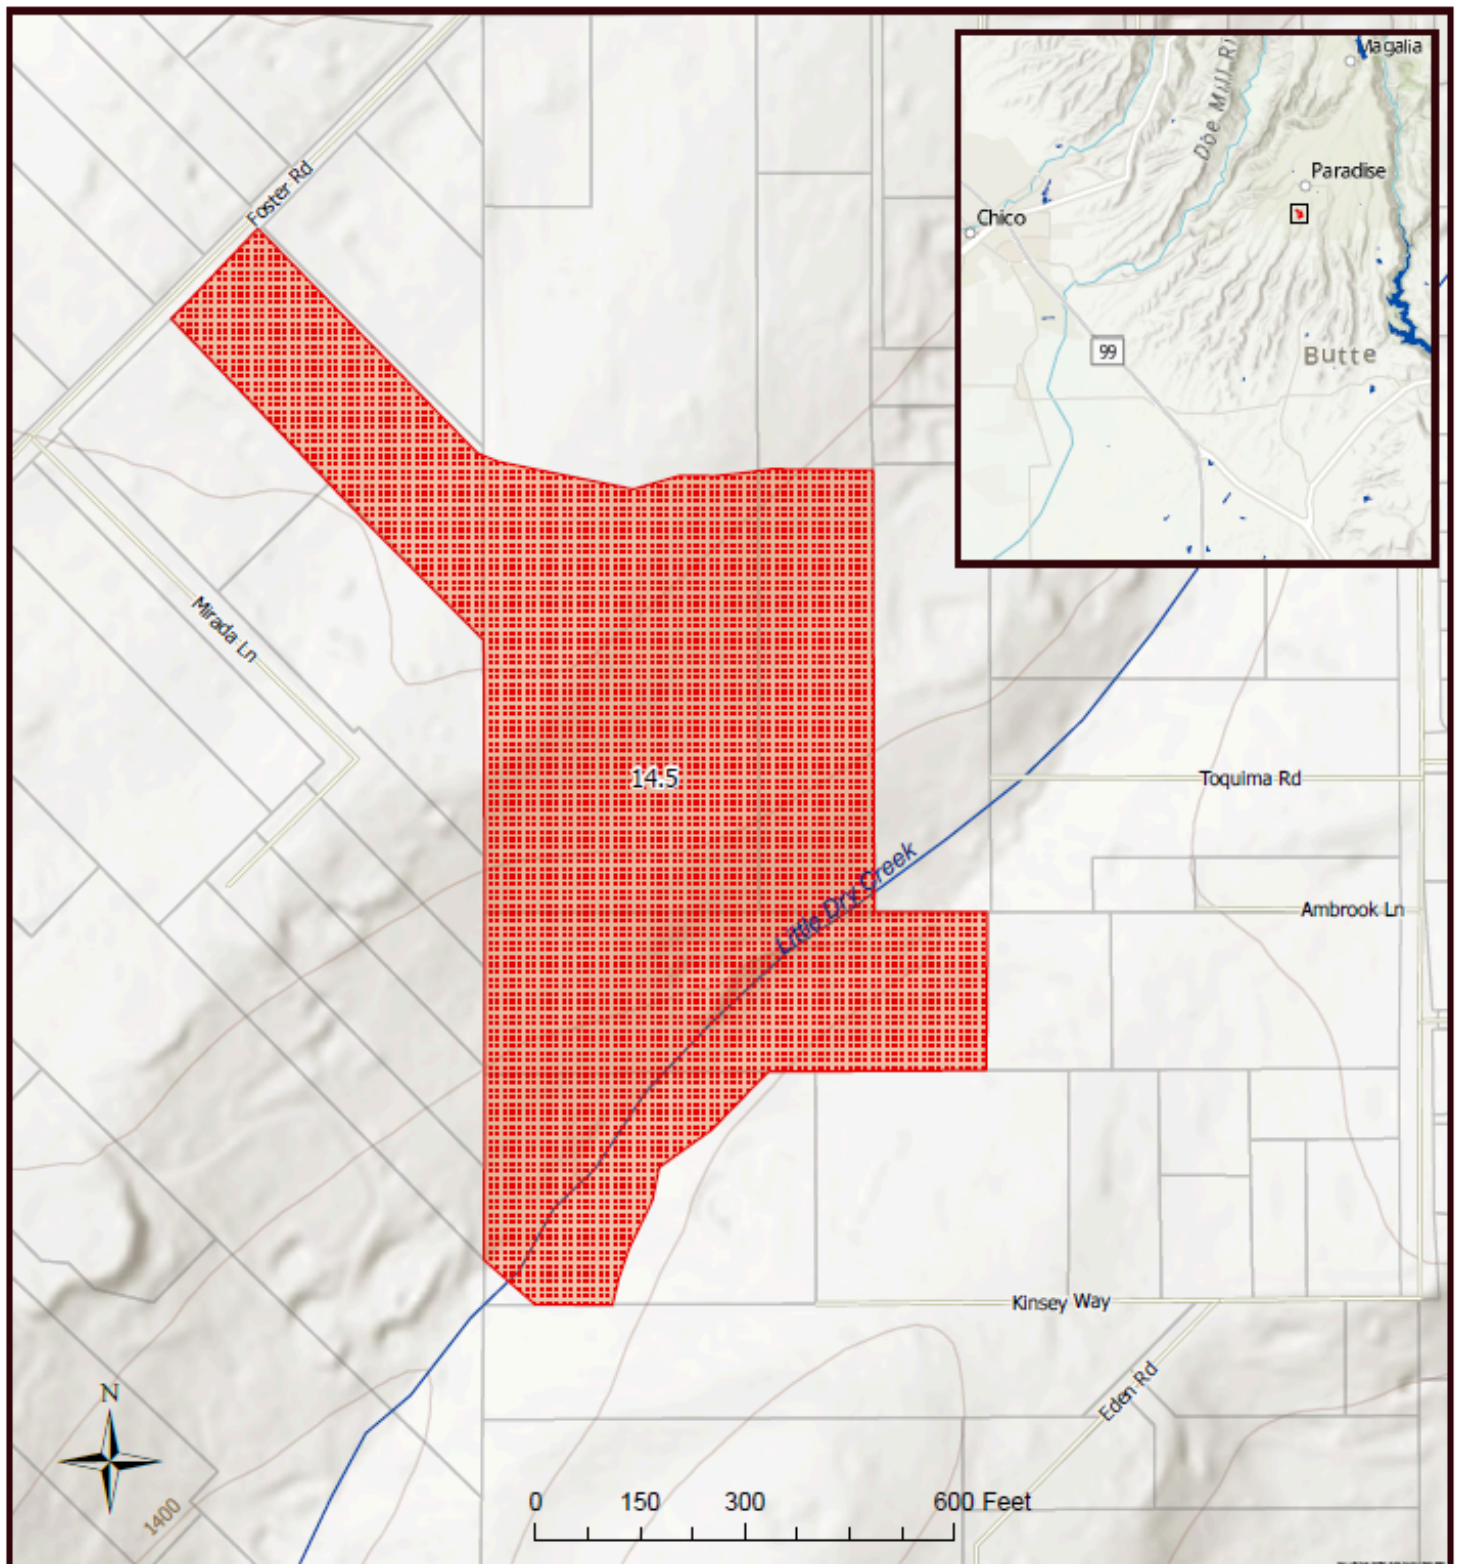 Magalia
Doe Mill Ri
Paradise
Chico
99
Butte
Foster Rd
Mirada Ln
14.5
Toquima Rd
Little Dry Creek
Ambrook Ln
Kinsey Way
Eden Rd
N
1400
0 150 300 600 Feet